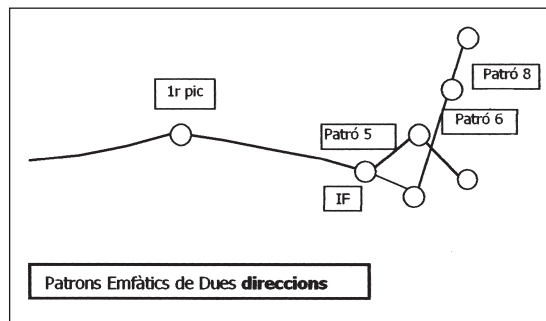 Patró 8
1r pic
Patró 5
Patró 6
IF
Patrons Emfàtics de Dues direccions